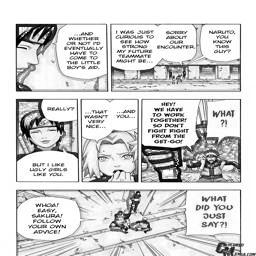 NARUTO,
YOU
KNOW
THIS
GUY?
SORRY
ABOUT
OUR
ENCOUNTER.
I WAS JUST
CURIOUS
TO SEE
HOW
STRONG
MY FUTURE
TEAMMATE
MIGHT BE...
...AND
WHETHER
OR NOT I'D
EVENTUALLY
HAVE TO
COME TO
THE LITTLE
BOY'S AID.
WHAT
?!
HEY!
WE HAVE
TO WORK
TOGETHER!
SO DON'T
FIGHT RIGHT
FROM THE
GET-GO!
...AND
YOU...
...THAT
WASN'T
VERY
NICE...
REALLY?
BUT I LIKE
UGLY GIRLS
LIKE YOU.
WHAT
DID YOU
JUST
SAY?!
WHOA!
EASY,
SAKURA!
FOLLOW
YOUR OWN
ADVICE!